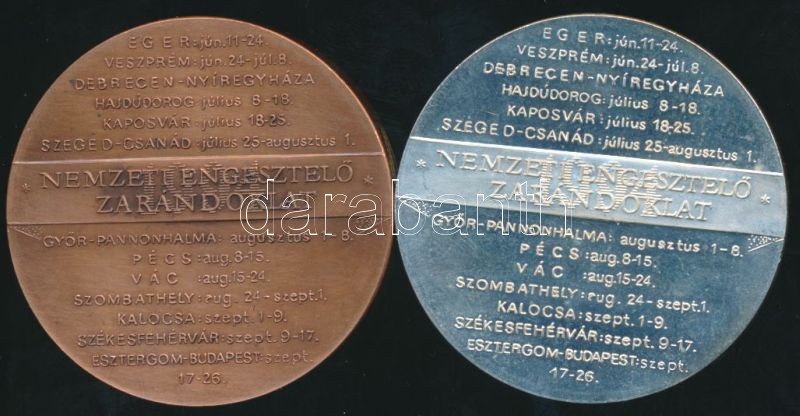 EGER: jún. 11-24.
VESZPRÉM: jún. 24-júl. 8.
DEBRECEN-NYÍREGYHÁZA
HAJDÚDOROG: július 8-18.
KAPOSVÁR: július 18-25.
SZEGED-CSANÁD: július 25-augusztus 1.
* NEMZETI ENGESZTELŐ *
ZARÁNDOKLAT
GYŐR-PANNONHALMA: augusztus 1-8.
PÉCS: aug. 8-15.
VÁC: aug. 15-24.
SZOMBATHELY: aug. 24-szept. 1.
KALOCSA: szept. 1-9.
SZÉKESFEHÉRVÁR: szept. 9-17.
ESZTERGOM-BUDAPEST: szept.
17-26.
EGER: jún. 11-24.
VESZPRÉM: jún. 24-júl. 8.
DEBRECEN-NYÍREGYHÁZA
HAJDÚDOROG: július 8-18.
KAPOSVÁR: július 18-25.
SZEGED-CSANÁD: július 25-augusztus 1.
* NEMZETI ENGESZTELŐ *
ZARÁNDOKLAT
GYŐR-PANNONHALMA: augusztus 1-8.
PÉCS: aug. 8-15.
VÁC: aug. 15-24.
SZOMBATHELY: aug. 24-szept. 1.
KALOCSA: szept. 1-9.
SZÉKESFEHÉRVÁR: szept. 9-17.
ESZTERGOM-BUDAPEST: szept.
17-26.
darabanth